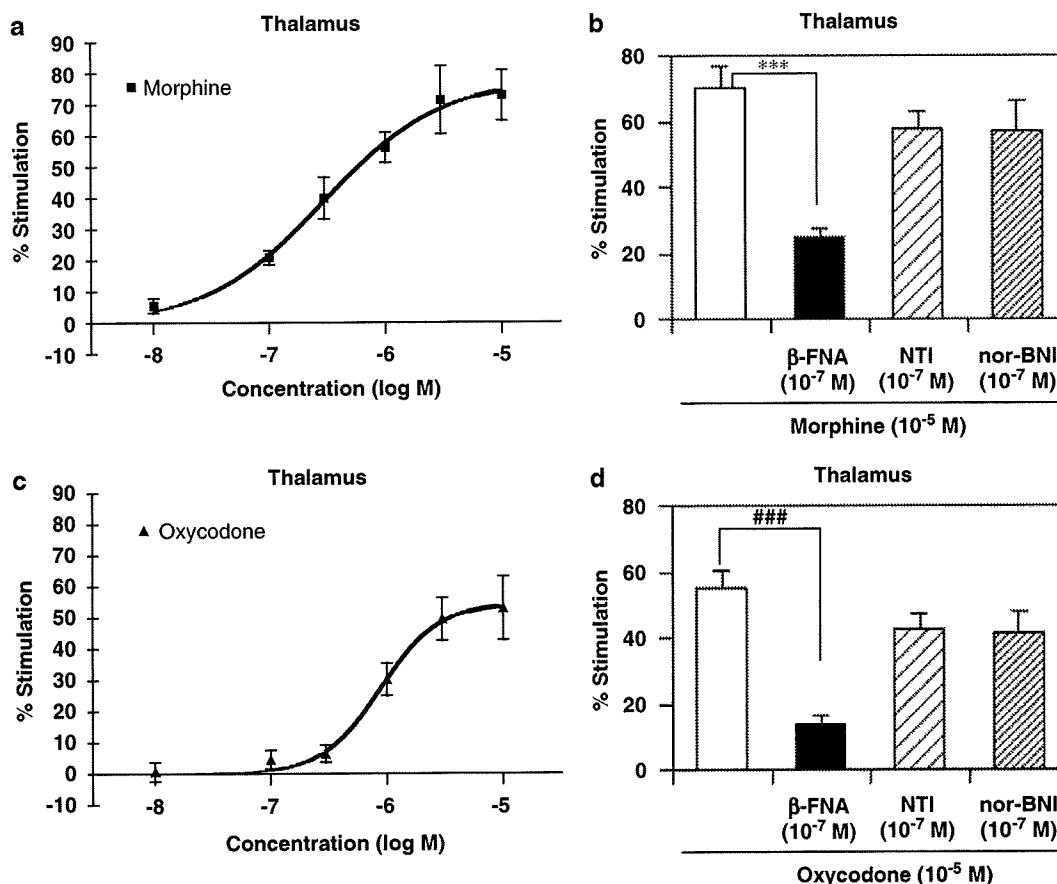 a
Thalamus
% Stimulation
90
80
70
60
50
40
30
20
10
0
-10
Morphine
-8
-7
-6
-5
Concentration (log M)
b
Thalamus
% Stimulation
80
60
40
20
0
***
β-FNA
(10⁻⁷ M)
NTI
(10⁻⁷ M)
nor-BNI
(10⁻⁷ M)
Morphine (10⁻⁵ M)
c
Thalamus
% Stimulation
90
80
70
60
50
40
30
20
10
0
-10
Oxycodone
-8
-7
-6
-5
Concentration (log M)
d
Thalamus
% Stimulation
80
60
40
20
0
###
β-FNA
(10⁻⁷ M)
NTI
(10⁻⁷ M)
nor-BNI
(10⁻⁷ M)
Oxycodone (10⁻⁵ M)